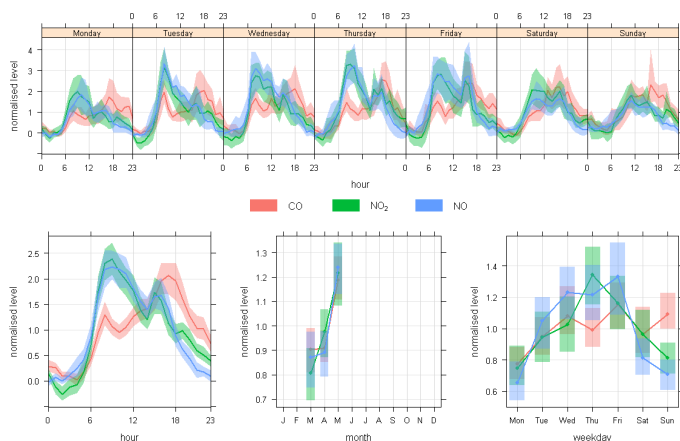 0 6 12 18 23 0 6 12 18 23 0 6 12 18 23
Monday Tuesday Wednesday Thursday Friday Saturday Sunday
4
3
2
1
0
normalised level
0 6 12 18 23 0 6 12 18 23 0 6 12 18 23 0 6 12 18 23
hour
CO NO₂ NO
2.5
2.0
1.5
1.0
0.5
0.0
normalised level
0 6 12 18 23
hour
1.3
1.2
1.1
1.0
0.9
0.8
0.7
normalised level
J F M A M J J A S O N D
month
1.4
1.2
1.0
0.8
0.6
normalised level
Mon Tue Wed Thu Fri Sat Sun
weekday